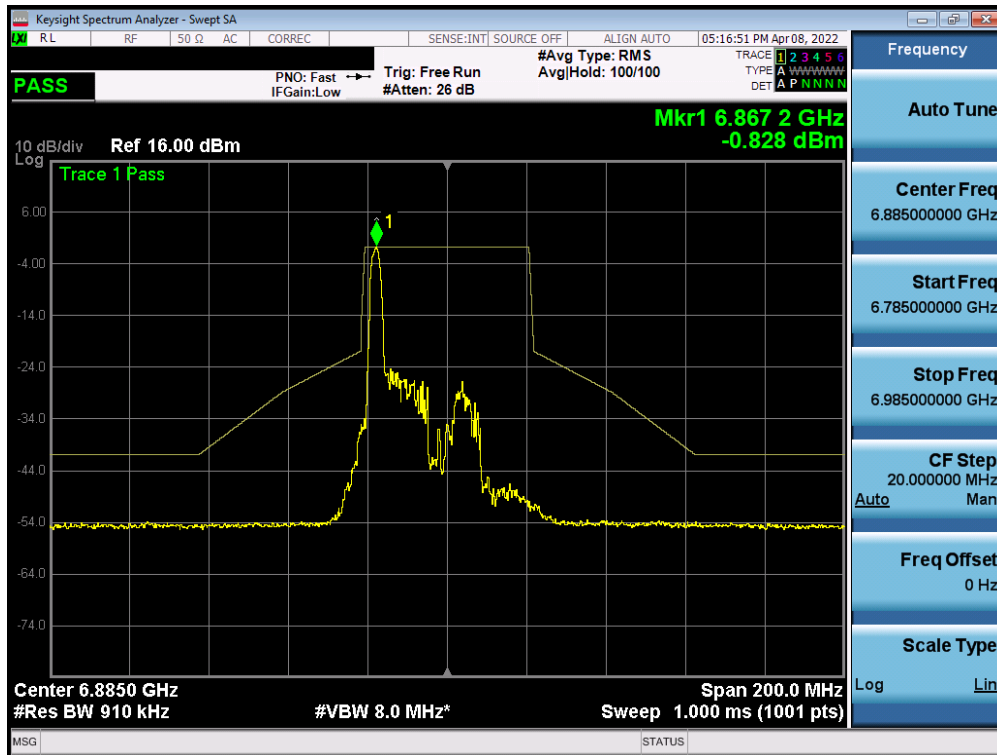 Keysight Spectrum Analyzer - Swept SA
LXI RL RF 50 Ω AC CORREC SENSE:INT SOURCE OFF ALIGN AUTO 05:16:51 PM Apr 08, 2022
PASS
PNO: Fast
IFGain:Low
Trig: Free Run
#Atten: 26 dB
#Avg Type: RMS
Avg|Hold: 100/100
TRACE 1 2 3 4 5 6
TYPE A WWWWW
DET A P N N N N
Mkr1 6.867 2 GHz
-0.828 dBm
10 dB/div Ref 16.00 dBm
Log
Trace 1 Pass
1
6.00
-4.00
-14.0
-24.0
-34.0
-44.0
-54.0
-64.0
-74.0
Center 6.8850 GHz Span 200.0 MHz
#Res BW 910 kHz #VBW 8.0 MHz* Sweep 1.000 ms (1001 pts)
MSG STATUS
Frequency
Auto Tune
Center Freq
6.885000000 GHz
Start Freq
6.785000000 GHz
Stop Freq
6.985000000 GHz
CF Step
20.000000 MHz
Auto Man
Freq Offset
0 Hz
Scale Type
Log Lin